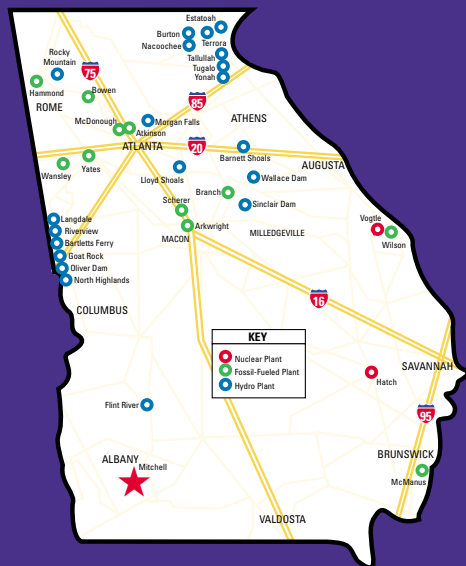 Estatoah
Burton
Terrora
Nacoochee
Rocky
Mountain
Tallullah
Tugalo
Yonah
75
Hammond
Bowen
ROME
85
McDonough
Atkinson
Morgan Falls
ATHENS
ATLANTA
20
Barnett Shoals
AUGUSTA
Wansley
Yates
Lloyd Shoals
Wallace Dam
Branch
Scherer
Sinclair Dam
Langdale
Riverview
Bartletts Ferry
Goat Rock
Oliver Dam
North Highlands
Arkwright
MACON
MILLEDGEVILLE
Vogtle
Wilson
16
COLUMBUS
KEY
Nuclear Plant
Fossil-Fueled Plant
Hydro Plant
SAVANNAH
Hatch
95
Flint River
ALBANY
Mitchell
BRUNSWICK
McManus
VALDOSTA